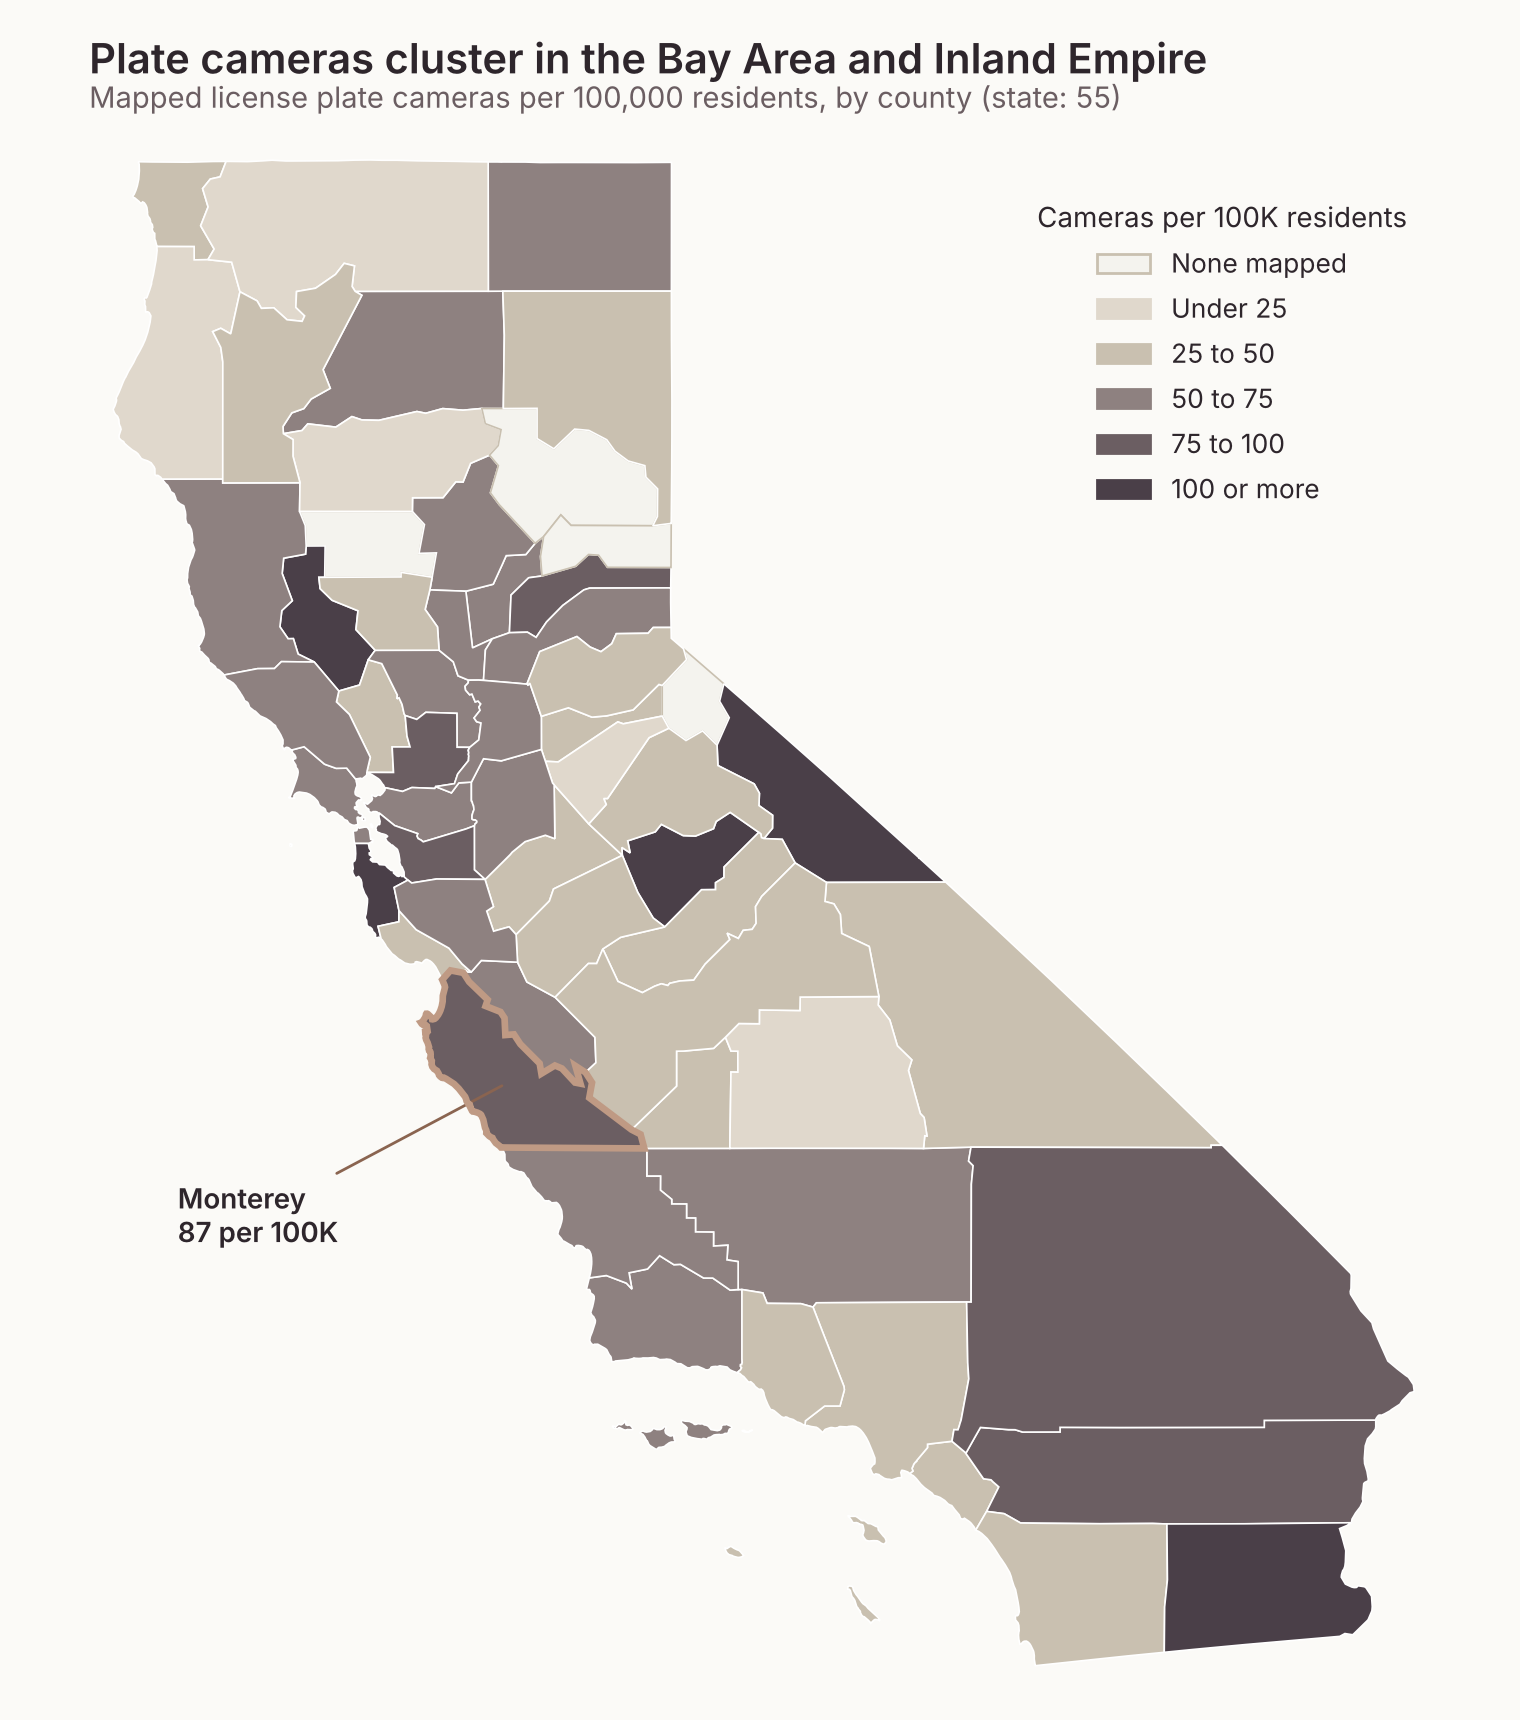 Plate cameras cluster in the Bay Area and Inland Empire
Mapped license plate cameras per 100,000 residents, by county (state: 55)
Cameras per 100K residents
None mapped
Under 25
25 to 50
50 to 75
75 to 100
100 or more
Monterey
87 per 100K